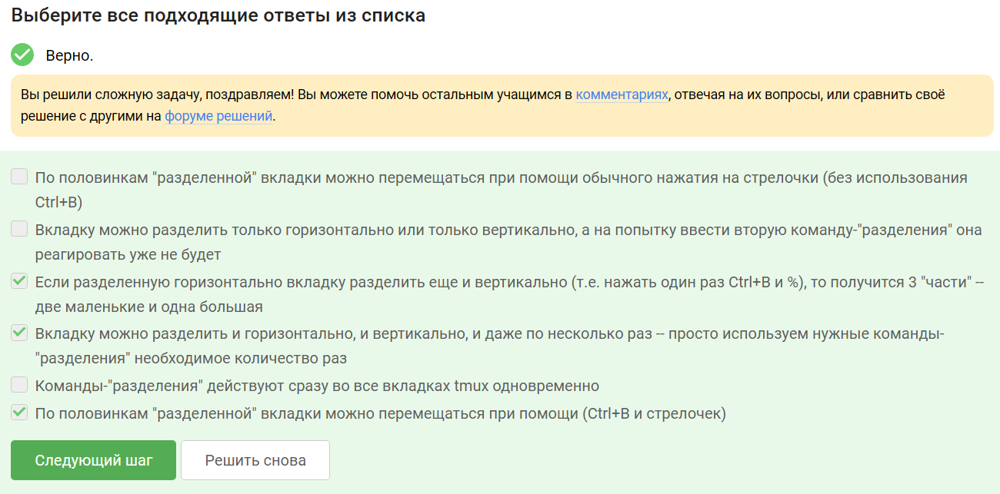 Выберите все подходящие ответы из списка
Верно.
Вы решили сложную задачу, поздравляем! Вы можете помочь остальным учащимся в комментариях, отвечая на их вопросы, или сравнить своё
решение с другими на форуме решений.
По половинкам "разделенной" вкладки можно перемещаться при помощи обычного нажатия на стрелочки (без использования
Ctrl+B)
Вкладку можно разделить только горизонтально или только вертикально, а на попытку ввести вторую команду-"разделения" она
реагировать уже не будет
Если разделенную горизонтально вкладку разделить еще и вертикально (т.е. нажать один раз Ctrl+B и %), то получится 3 "части" --
две маленькие и одна большая
Вкладку можно разделить и горизонтально, и вертикально, и даже по несколько раз -- просто используем нужные команды-
"разделения" необходимое количество раз
Команды-"разделения" действуют сразу во все вкладках tmux одновременно
По половинкам "разделенной" вкладки можно перемещаться при помощи (Ctrl+B и стрелочек)
Следующий шаг
Решить снова